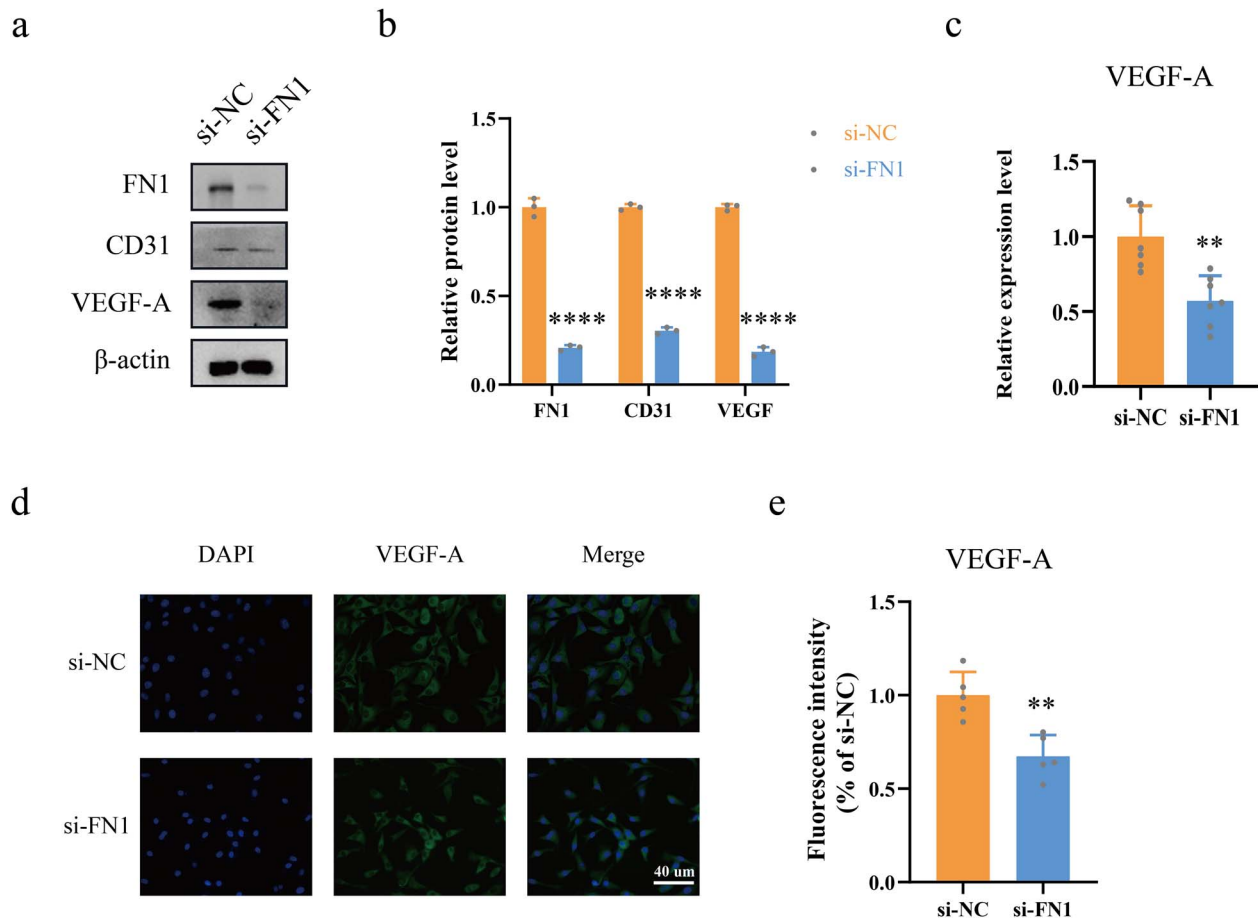 a
si-NC si-FN1
FN1
CD31
VEGF-A
β-actin
b
Relative protein level
1.5
1.0
0.5
0.0
**** **** ****
FN1 CD31 VEGF
si-NC
si-FN1
c
VEGF-A
Relative expression level
1.5
1.0
0.5
0.0
**
si-NC si-FN1
d
DAPI VEGF-A Merge
si-NC
si-FN1
40 um
e
VEGF-A
Fluorescence intensity
(% of si-NC)
1.5
1.0
0.5
0.0
**
si-NC si-FN1